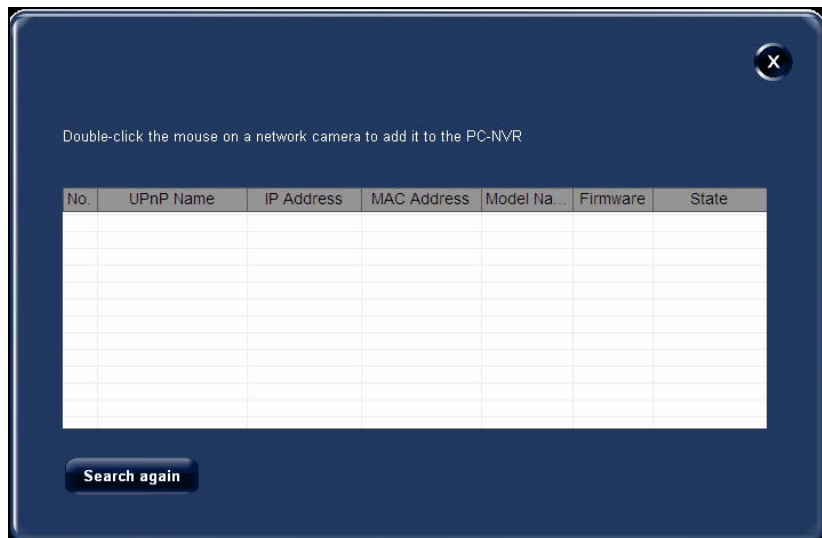 X
Double-click the mouse on a network camera to add it to the PC-NVR
No. UPnP Name IP Address MAC Address Model Na... Firmware State
Search again